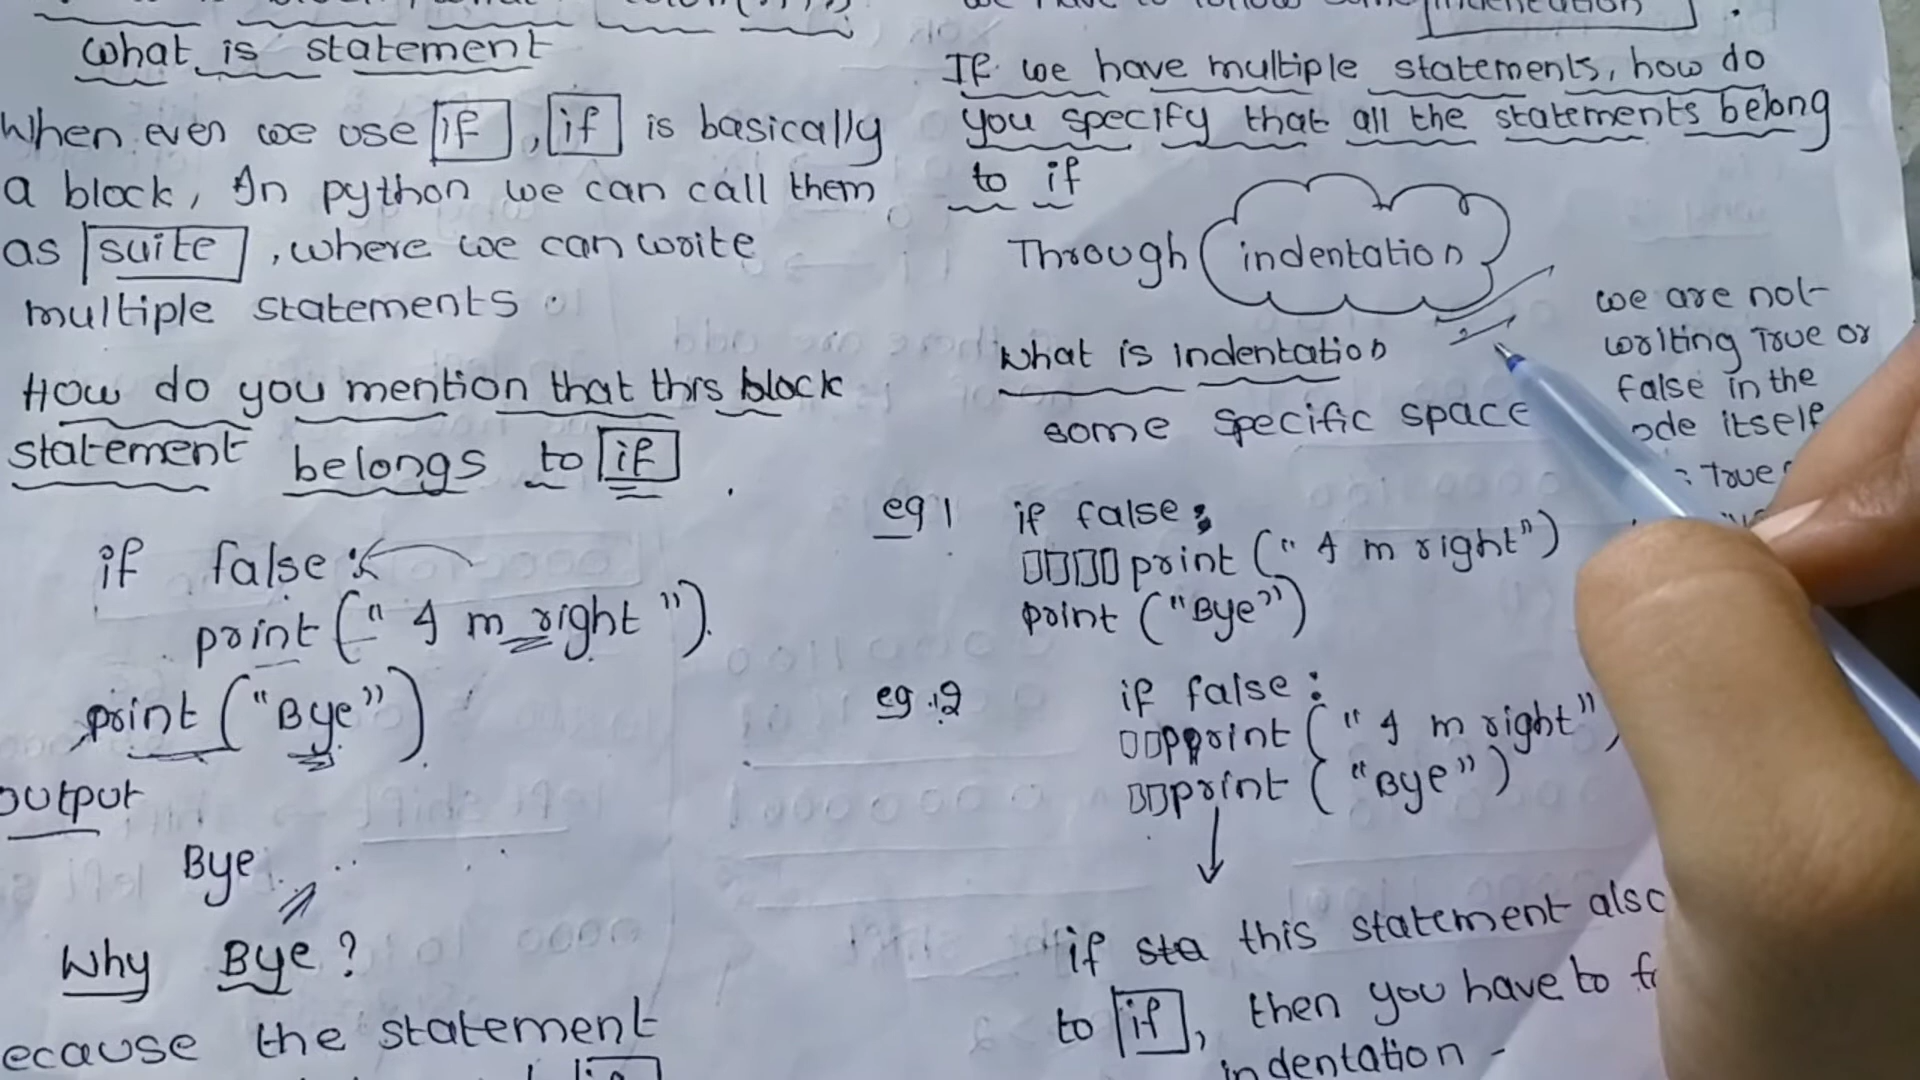 what is statement
When ever we use if, if is basically
a block, In python we can call them
as suite, where we can write
multiple statements.
How do you mention that this block
statement belongs to if.
if false:
print(" I m right").
print("Bye").
output
Bye
Why Bye?
ecause the statement
If we have multiple statements, how do
you specify that all the statements belong
to if
Through indentation
what is indentation
some specific space
eg 1 if false:
print(" I m right")
print("Bye")
eg.2 if false:
print(" I m right")
print("Bye")
if sta this statement also
to if, then you have to
indentation -
we are not
writing True or
false in the
ode itself
: True